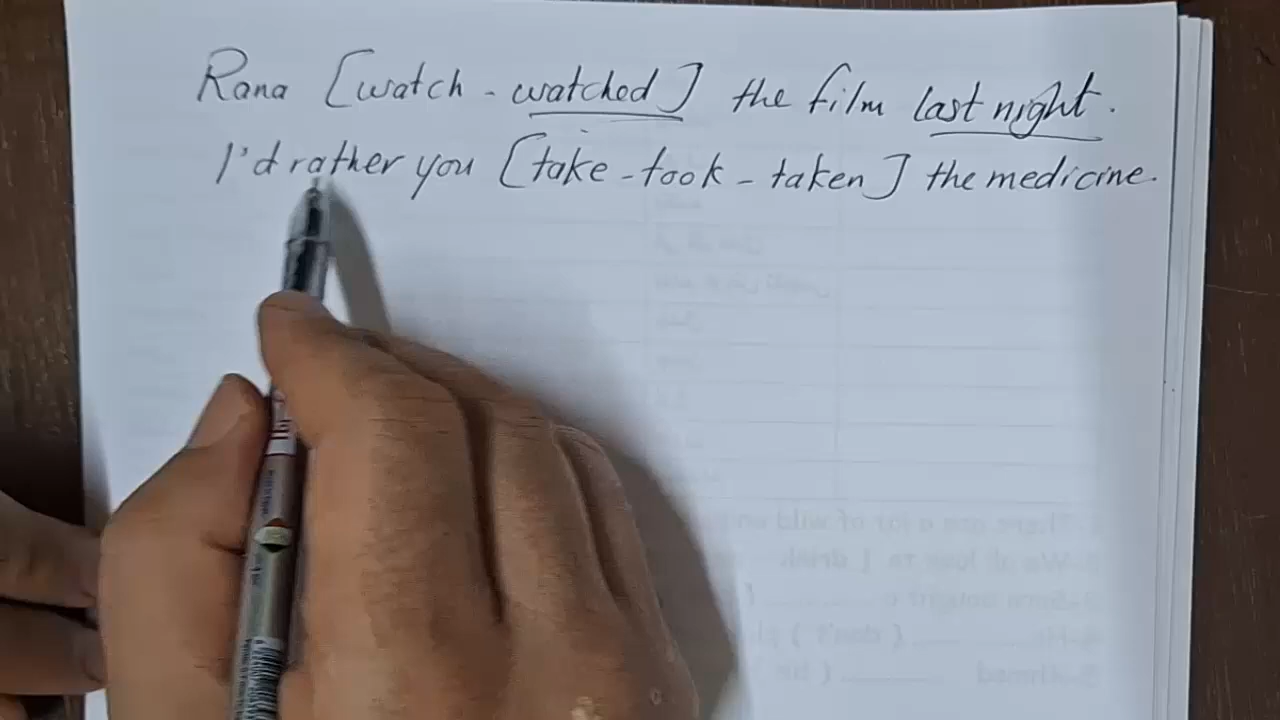 Rana [watch - watched] the film last night.
I'd rather you [take - took - taken] the medicine.